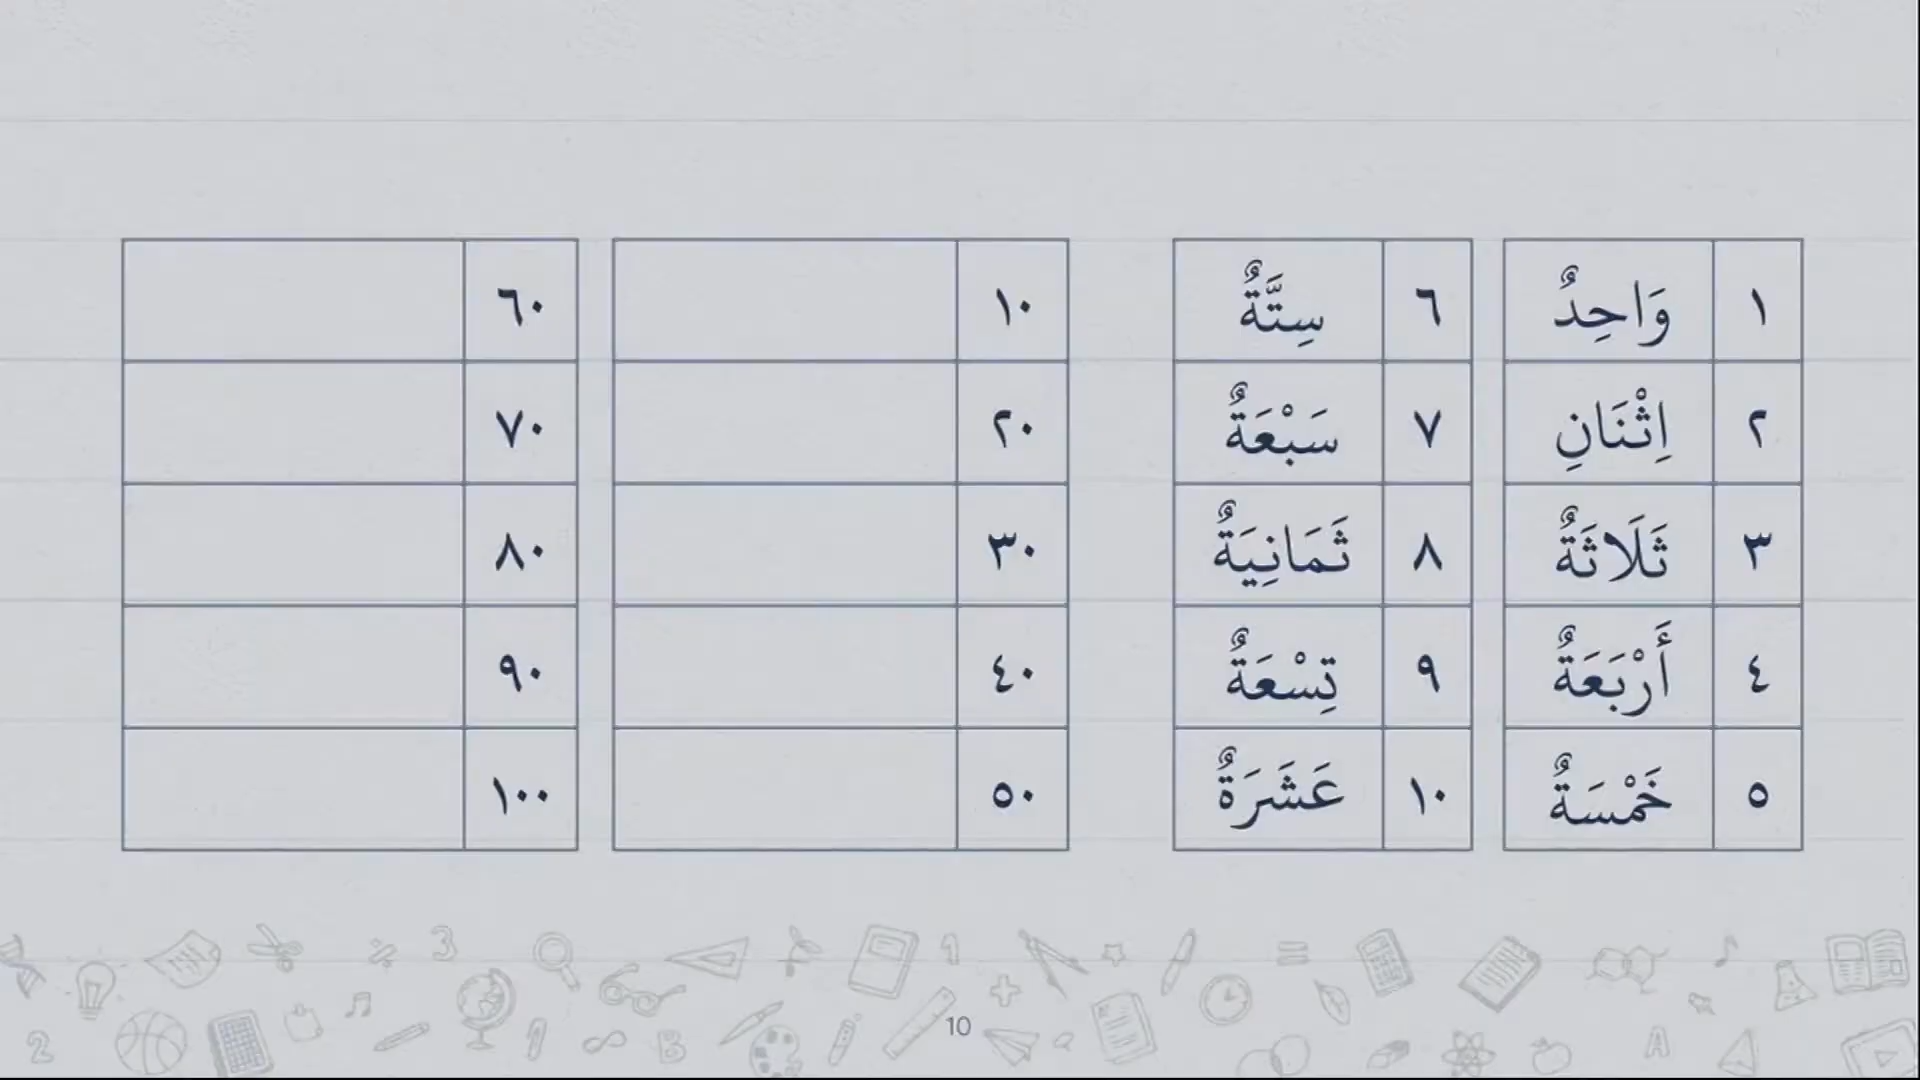 ١ وَاحِدٌ ٦ سِتَّةٌ ١٠ ٦٠
٢ اِثْنَانِ ٧ سَبْعَةٌ ٢٠ ٧٠
٣ ثَلَاثَةٌ ٨ ثَمَانِيَةٌ ٣٠ ٨٠
٤ أَرْبَعَةٌ ٩ تِسْعَةٌ ٤٠ ٩٠
٥ خَمْسَةٌ ١٠ عَشَرَةٌ ٥٠ ١٠٠
10